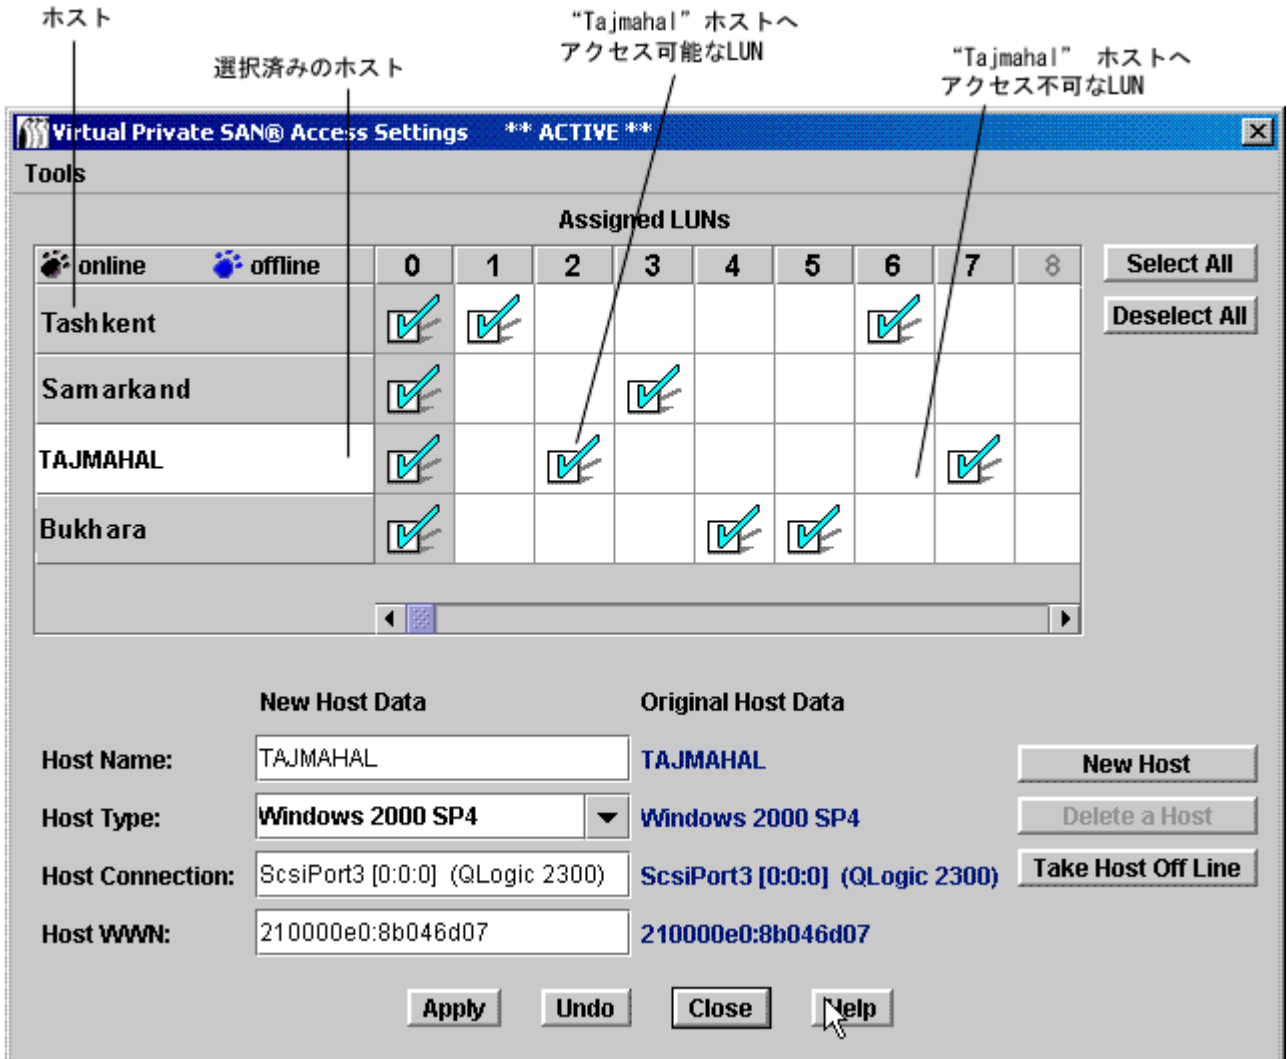 ホスト
選択済みのホスト
“Tajmahal” ホストへ
アクセス可能なLUN
“Tajmahal” ホストへ
アクセス不可なLUN
Virtual Private SAN® Access Settings ** ACTIVE **
Tools
Assigned LUNs
online offline 0 1 2 3 4 5 6 7 8
Select All
Deselect All
Tashkent
Samarkand
TAJMAHAL
Bukhara
New Host Data Original Host Data
Host Name: TAJMAHAL TAJMAHAL
New Host
Host Type: Windows 2000 SP4 Windows 2000 SP4
Delete a Host
Host Connection: ScsiPort3 [0:0:0] (QLogic 2300) ScsiPort3 [0:0:0] (QLogic 2300)
Take Host Off Line
Host WWN: 210000e0:8b046d07 210000e0:8b046d07
Apply Undo Close Help